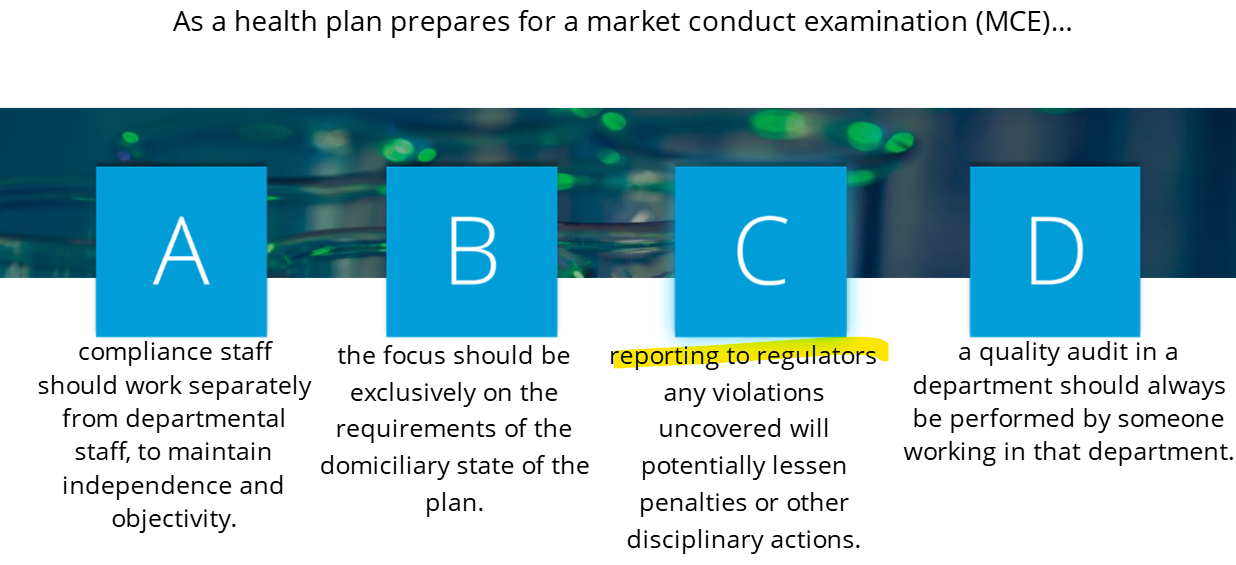 As a health plan prepares for a market conduct examination (MCE)...
A
compliance staff
should work separately
from departmental
staff, to maintain
independence and
objectivity.
B
the focus should be
exclusively on the
requirements of the
domiciliary state of the
plan.
C
reporting to regulators
any violations
uncovered will
potentially lessen
penalties or other
disciplinary actions.
D
a quality audit in a
department should always
be performed by someone
working in that department.